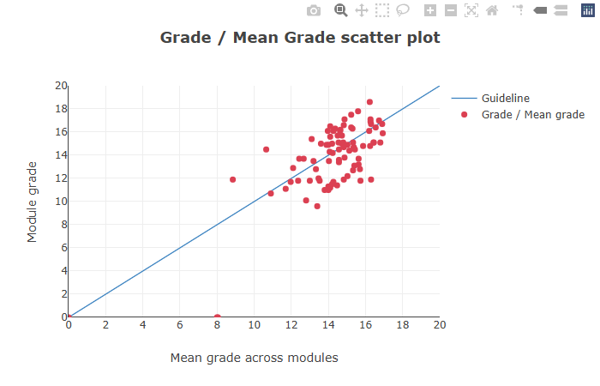 Grade / Mean Grade scatter plot
20
18
16
14
12
10
8
6
4
2
0
0 2 4 6 8 10 12 14 16 18 20
Module grade
Mean grade across modules
Guideline
Grade / Mean grade